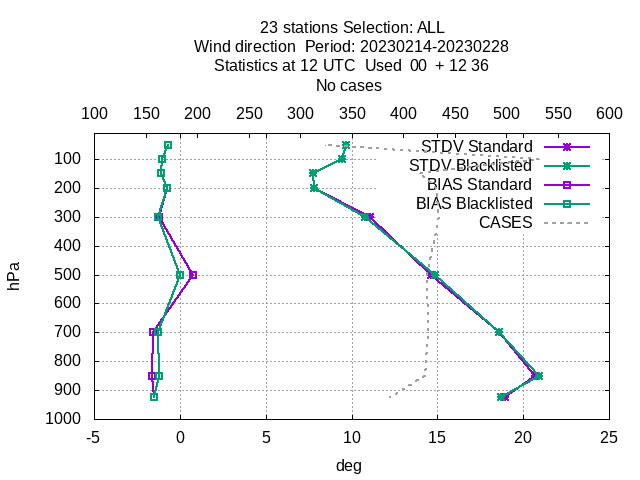 23 stations Selection: ALL
Wind direction  Period: 20230214-20230228
Statistics at 12 UTC  Used  00  + 12 36
No cases
100 150 200 250 300 350 400 450 500 550 600
STDV Standard
STDV Blacklisted
BIAS Standard
BIAS Blacklisted
CASES
hPa
100
200
300
400
500
600
700
800
900
1000
-5 0 5 10 15 20 25
deg